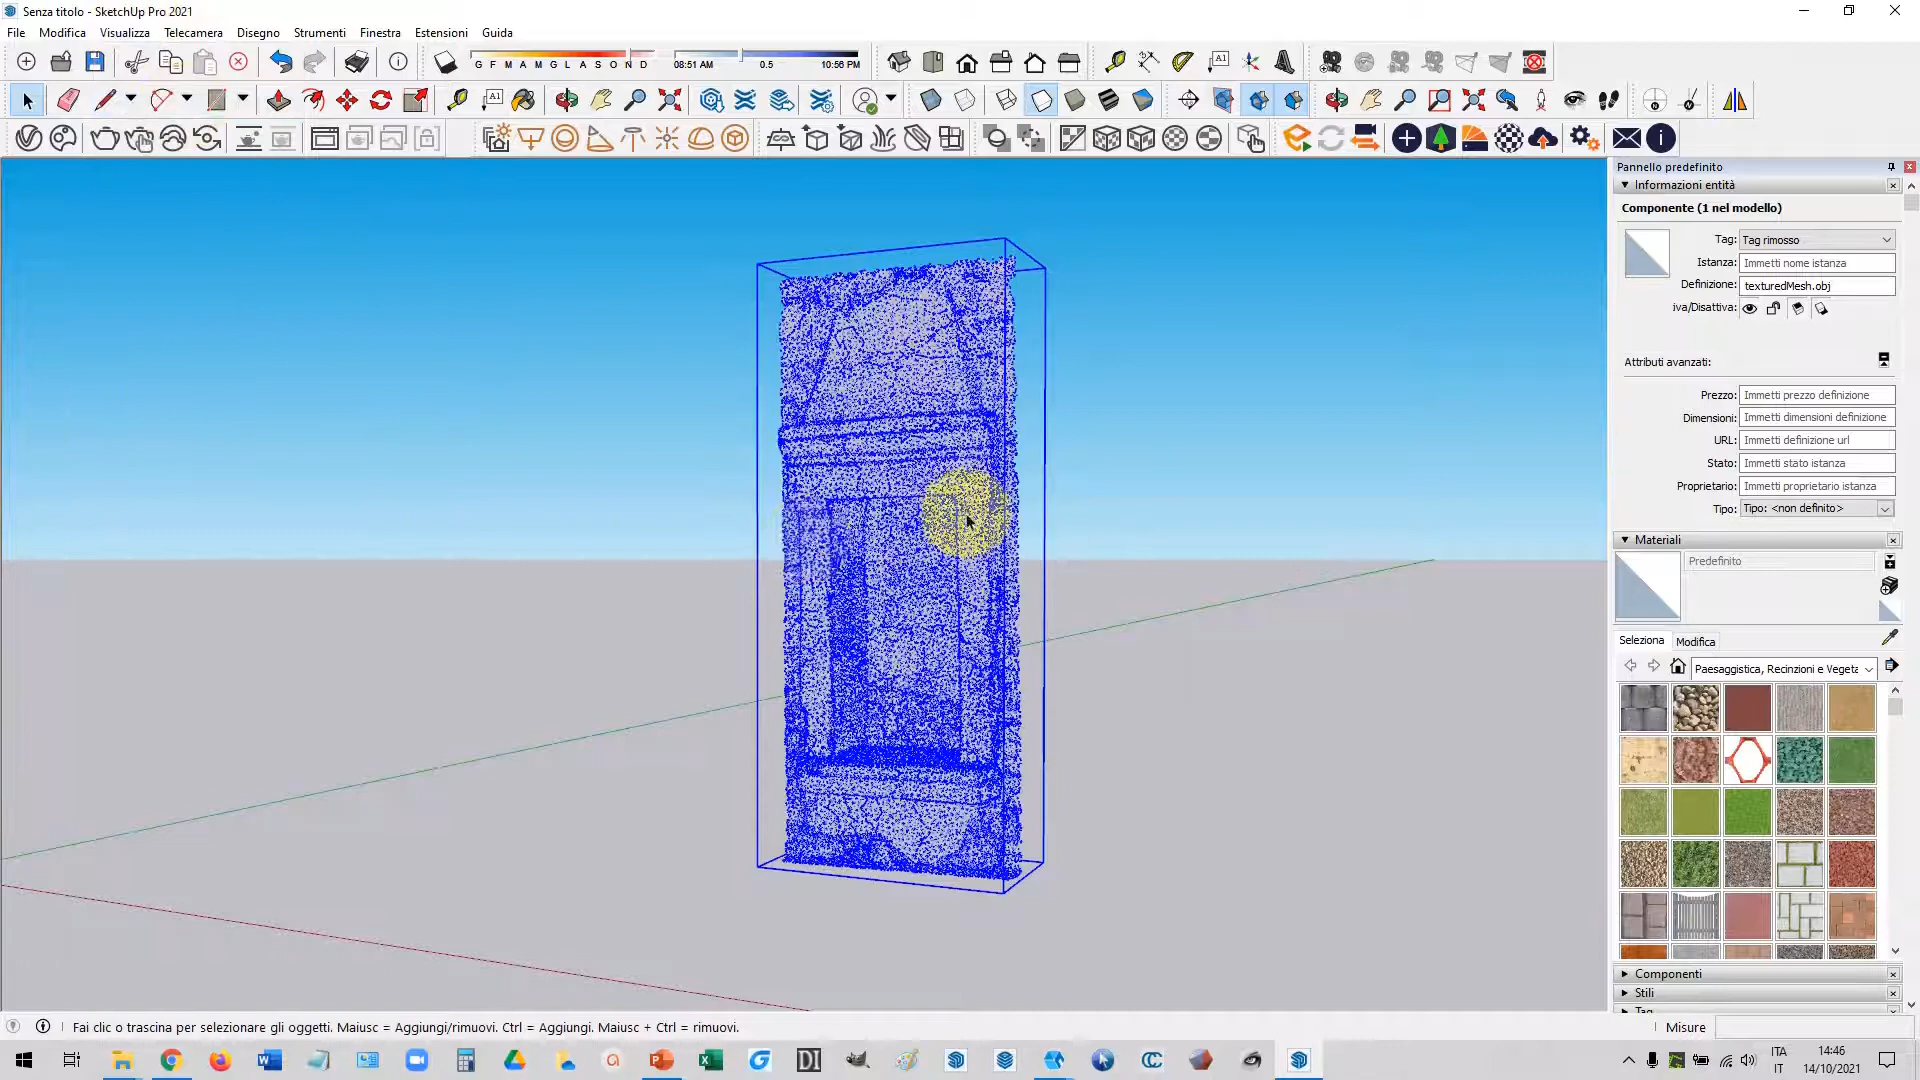 Senza titolo - SketchUp Pro 2021
File Modifica Visualizza Telecamera Disegno Strumenti Finestra Estensioni Guida
G F M A M G L A S O N D 08:51 AM 0.5 10:56 PM
A1
A1
Pannello predefinito
Informazioni entità
Componente (1 nel modello)
Tag: Tag rimosso
Istanza: Immetti nome istanza
Definizione: texturedMesh.obj
iva/Disattiva:
Attributi avanzati:
Prezzo: Immetti prezzo definizione
Dimensioni: Immetti dimensioni definizione
URL: Immetti definizione url
Stato: Immetti stato istanza
Proprietario: Immetti proprietario istanza
Tipo: Tipo: <non definito>
Materiali
Predefinito
Seleziona Modifica
Paesaggistica, Recinzioni e Vegeta
Componenti
Stili
Tag
Fai clic o trascina per selezionare gli oggetti. Maiusc = Aggiungi/rimuovi. Ctrl = Aggiungi. Maiusc + Ctrl = rimuovi.
Misure
DI
CC
ITA
IT
14:46
14/10/2021